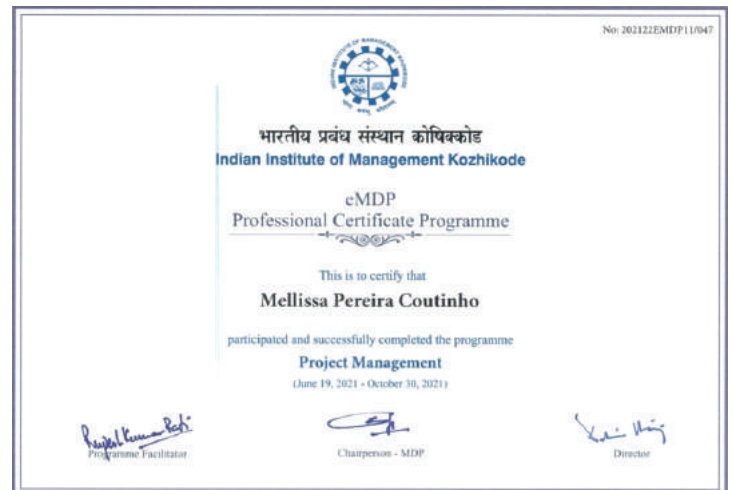 No: 202122EMDP11/047
भारतीय प्रबंध संस्थान कोषिक्कोड
Indian Institute of Management Kozhikode
eMDP
Professional Certificate Programme
This is to certify that
Mellissa Pereira Coutinho
participated and successfully completed the programme
Project Management
(June 19, 2021 - October 30, 2021)
Programme Facilitator
Chairperson - MDP
Director